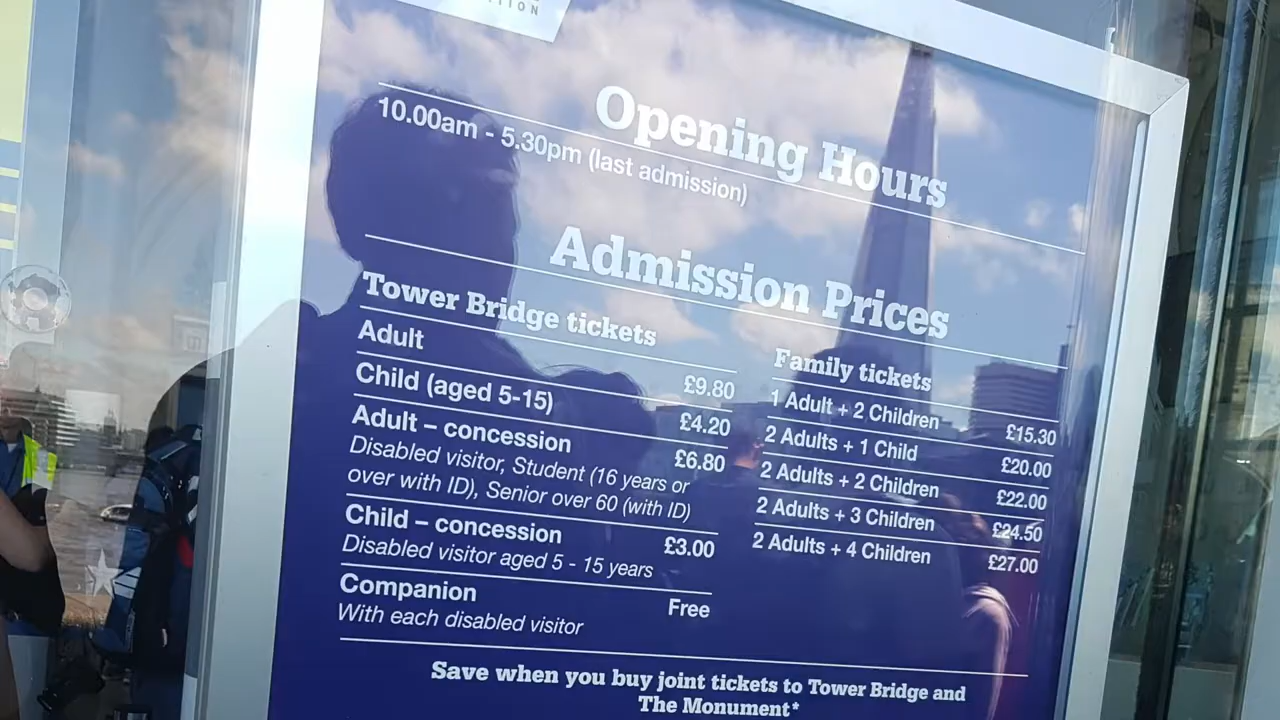 Opening Hours
10.00am - 5.30pm (last admission)
Admission Prices
Tower Bridge tickets
Adult £9.80
Child (aged 5-15) £4.20
Adult – concession £6.80
Disabled visitor, Student (16 years or
over with ID), Senior over 60 (with ID)
Child – concession £3.00
Disabled visitor aged 5 - 15 years
Companion Free
With each disabled visitor
Family tickets
1 Adult + 2 Children £15.30
2 Adults + 1 Child £20.00
2 Adults + 2 Children £22.00
2 Adults + 3 Children £24.50
2 Adults + 4 Children £27.00
Save when you buy joint tickets to Tower Bridge and
The Monument*